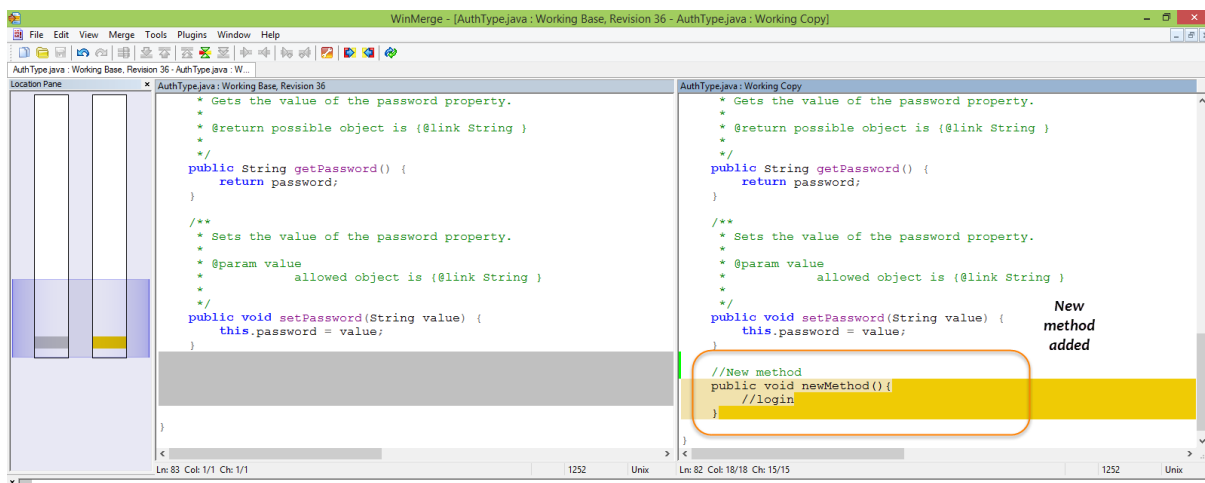 WinMerge - [AuthType.java : Working Base, Revision 36 - AuthType.java : Working Copy]
File Edit View Merge Tools Plugins Window Help
AuthType.java : Working Base, Revision 36 - AuthType.java : W...
Location Pane
x
AuthType.java : Working Base, Revision 36
* Gets the value of the password property.
*
* @return possible object is {@link String }
*
*/
public String getPassword() {
return password;
}
/**
* Sets the value of the password property.
*
* @param value
* allowed object is {@link String }
*
*/
public void setPassword(String value) {
this.password = value;
}
}
Ln: 83 Col: 1/1 Ch: 1/1
1252
Unix
AuthType.java : Working Copy
* Gets the value of the password property.
*
* @return possible object is {@link String }
*
*/
public String getPassword() {
return password;
}
/**
* Sets the value of the password property.
*
* @param value
* allowed object is {@link String }
*
*/
public void setPassword(String value) {
this.password = value;
}
New
method
added
//New method
public void newMethod(){
//login
}
}
Ln: 82 Col: 18/18 Ch: 15/15
1252
Unix